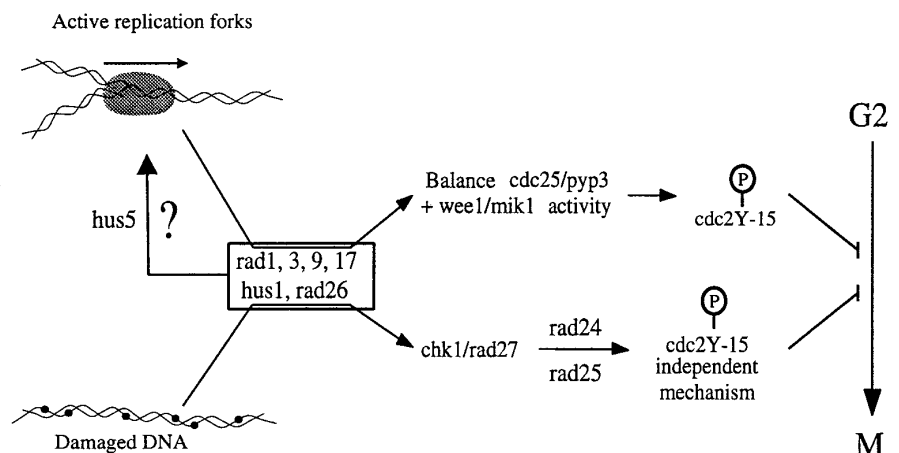 Active replication forks
G2
Balance cdc25/pyp3
+ wee1/mik1 activity
P
cdc2Y-15
hus5
?
rad1, 3, 9, 17
hus1, rad26
P
chk1/rad27
rad24
rad25
cdc2Y-15
independent
mechanism
Damaged DNA
M